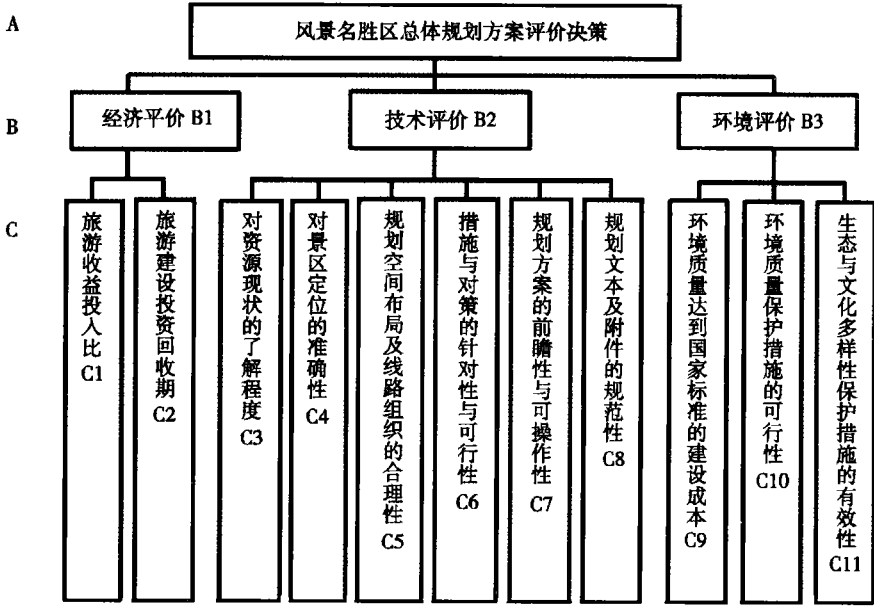 A
风景名胜区总体规划方案评价决策
B
经济平价 B1
技术评价 B2
环境评价 B3
C
旅游收益投入比 C1
旅游建设投资回收期 C2
对资源现状的了解程度 C3
对景区定位的准确性 C4
规划空间布局及线路组织的合理性 C5
措施与对策的针对性与可行性 C6
规划方案的前瞻性与可操作性 C7
规划文本及附件的规范性 C8
环境质量达到国家标准的建设成本 C9
环境质量保护措施的可行性 C10
生态与文化多样性保护措施的有效性 C11